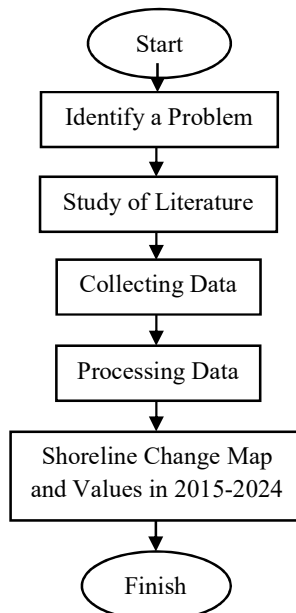 Start
Identify a Problem
Study of Literature
Collecting Data
Processing Data
Shoreline Change Map
and Values in 2015-2024
Finish